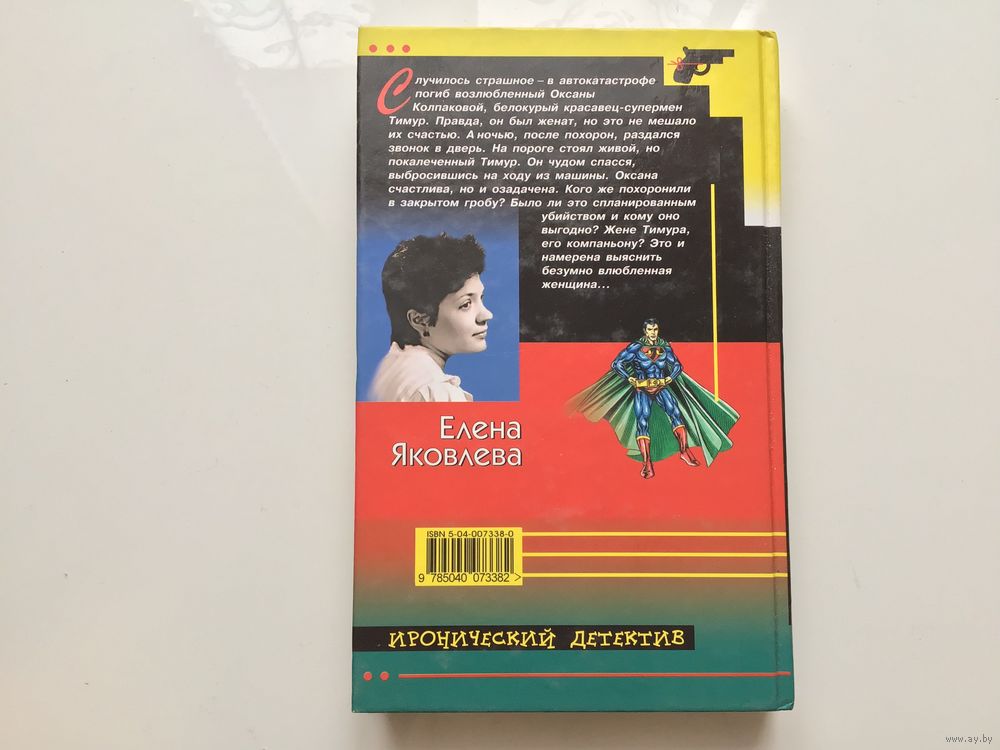 Случилось страшное – в автокатастрофе
погиб возлюбленный Оксаны
Колпаковой, белокурый красавец-супермен
Тимур. Правда, он был женат, но это не мешало
их счастью. А ночью, после похорон, раздался
звонок в дверь. На пороге стоял живой, но
покалеченный Тимур. Он чудом спасся,
выбросившись на ходу из машины. Оксана
счастлива, но и озадачена. Кого же похоронили
в закрытом гробу? Было ли это спланированным
убийством и кому оно
выгодно? Жене Тимура,
его компаньону? Это и
намерена выяснить
безумно влюбленная
женщина...
Елена
Яковлева
ISBN 5-04-007338-0
9 785040 073382 >
ИРОНИЧЕСКИЙ ДЕТЕКТИВ
www.ay.by